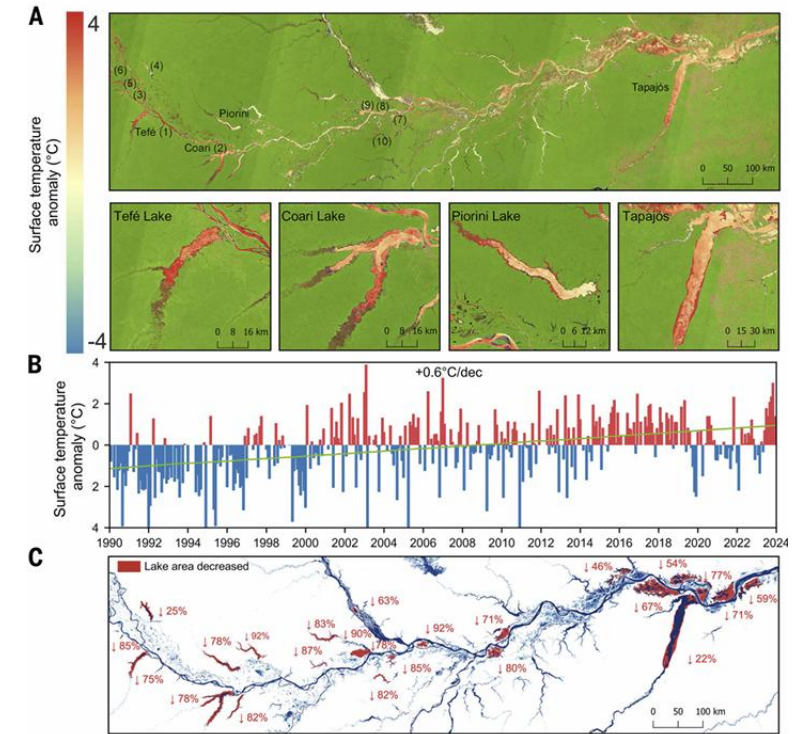 A
4
-4
Surface temperature
anomaly (°C)
(6)
(4)
(5)
(3)
Tefé (1)
Piorini
Coari (2)
(9) (8)
(7)
(10)
Tapajós
0 50 100 km
Tefé Lake
0 8 16 km
Coari Lake
0 8 16 km
Piorini Lake
0 6 12 km
Tapajós
0 15 30 km
B
Surface temperature
anomaly (°C)
4
2
0
2
4
+0.6°C/dec
1990 1992 1994 1996 1998 2000 2002 2004 2006 2008 2010 2012 2014 2016 2018 2020 2022 2024
C
Lake area decreased
↓ 25%
↓ 85%
↓ 75%
↓ 78%
↓ 92%
↓ 78%
↓ 82%
↓ 63%
↓ 83%
↓ 90%
↓ 78%
↓ 87%
↓ 92%
↓ 85%
↓ 82%
↓ 71%
↓ 80%
↓ 46%
↓ 54%
↓ 77%
↓ 67%
↓ 59%
↓ 71%
↓ 22%
0 50 100 km